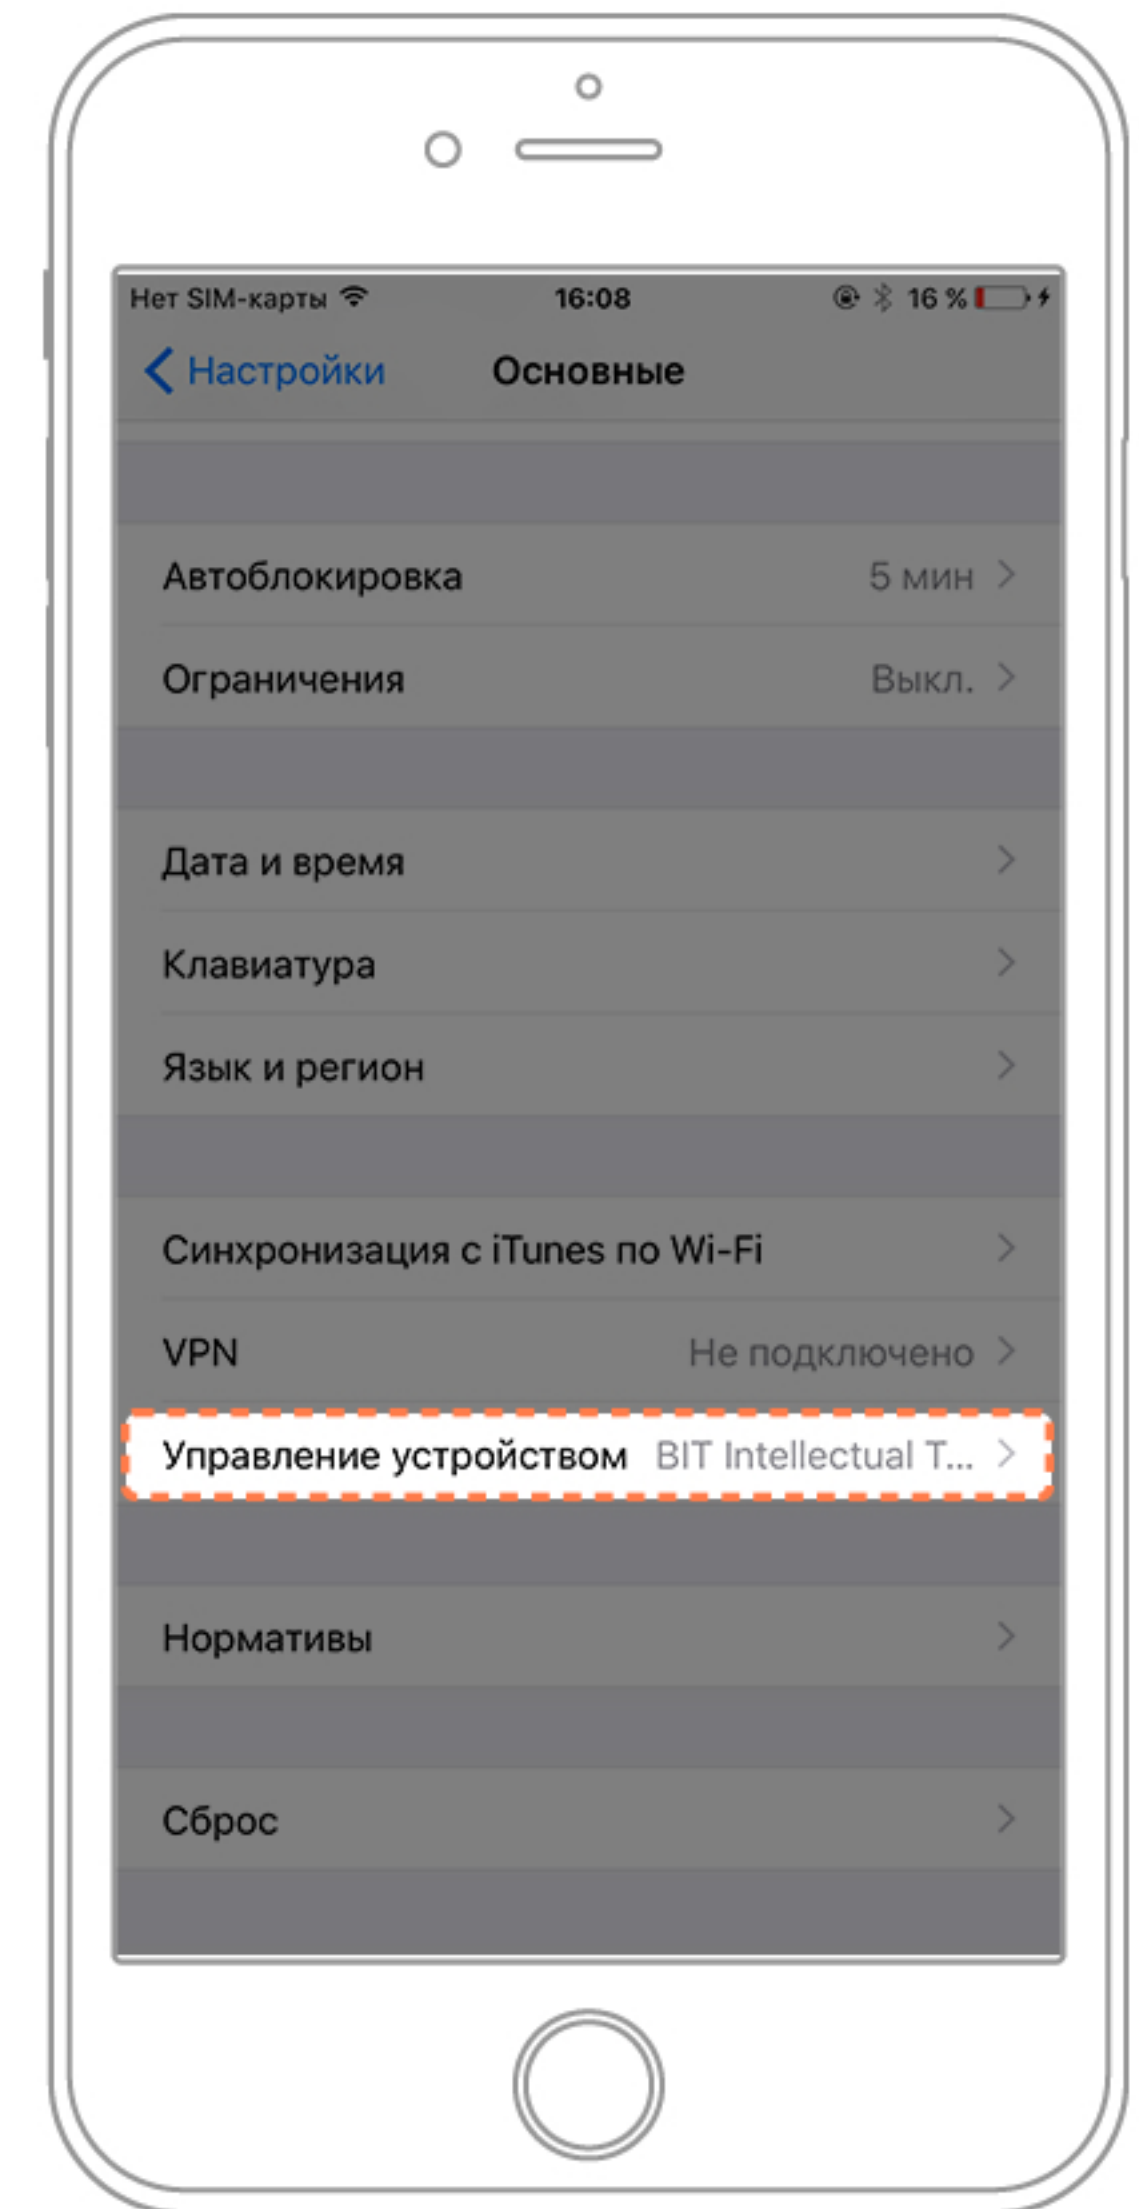 Нет SIM-карты 16:08 16 %
Настройки Основные
Автоблокировка 5 мин
Ограничения Выкл.
Дата и время
Клавиатура
Язык и регион
Синхронизация с iTunes по Wi-Fi
VPN Не подключено
Управление устройством BIT Intellectual T...
Нормативы
Сброс